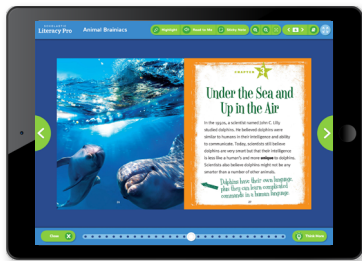 SCHOLASTIC
Literacy Pro
Animal Brainiacs
Highlight
Read to Me
Sticky Note
CHAPTER
Under the Sea and
Up in the Air
In the 1950s, a scientist named John C. Lilly
studied dolphins. He believed dolphins were
similar to humans in their intelligence and ability
to communicate. Today, scientists still believe
dolphins are very smart but that their intelligence
is less like a human's and more unique to dolphins.
Scientists also believe dolphins might not be any
smarter than a number of other animals.
Dolphins have their own language,
plus they can learn complicated
commands in a human language
Close
Think More